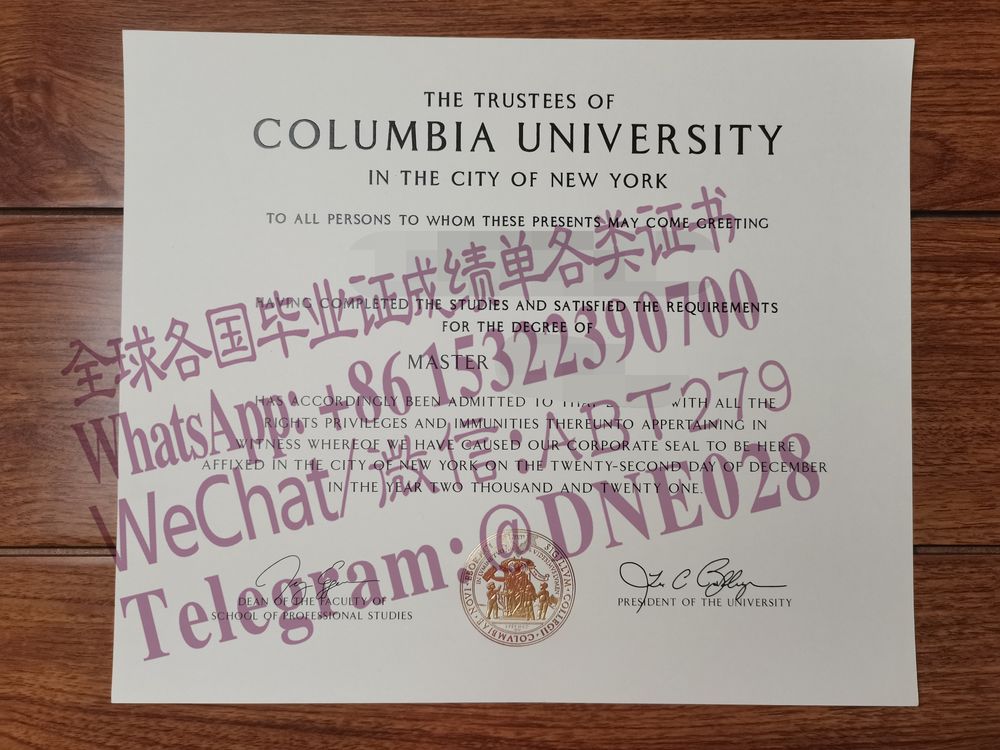 THE TRUSTEES OF
COLUMBIA UNIVERSITY
IN THE CITY OF NEW YORK
TO ALL PERSONS TO WHOM THESE PRESENTS MAY COME GREETING
HAVING COMPLETED THE STUDIES AND SATISFIED THE REQUIREMENTS
FOR THE DEGREE OF
MASTER
HAS ACCORDINGLY BEEN ADMITTED TO THAT WITH ALL THE
RIGHTS PRIVILEGES AND IMMUNITIES THEREUNTO APPERTAINING IN
WITNESS WHEREOF WE HAVE CAUSED OUR CORPORATE SEAL TO BE HERE
AFFIXED IN THE CITY OF NEW YORK ON THE TWENTY-SECOND DAY OF DECEMBER
IN THE YEAR TWO THOUSAND AND TWENTY ONE.
DEAN OF THE FACULTY OF
SCHOOL OF PROFESSIONAL STUDIES
PRESIDENT OF THE UNIVERSITY
全球各国毕业证成绩单各类证书
WhatsApp: +86 15322390700
WeChat/微信:ABT279
Telegram: @DNE028